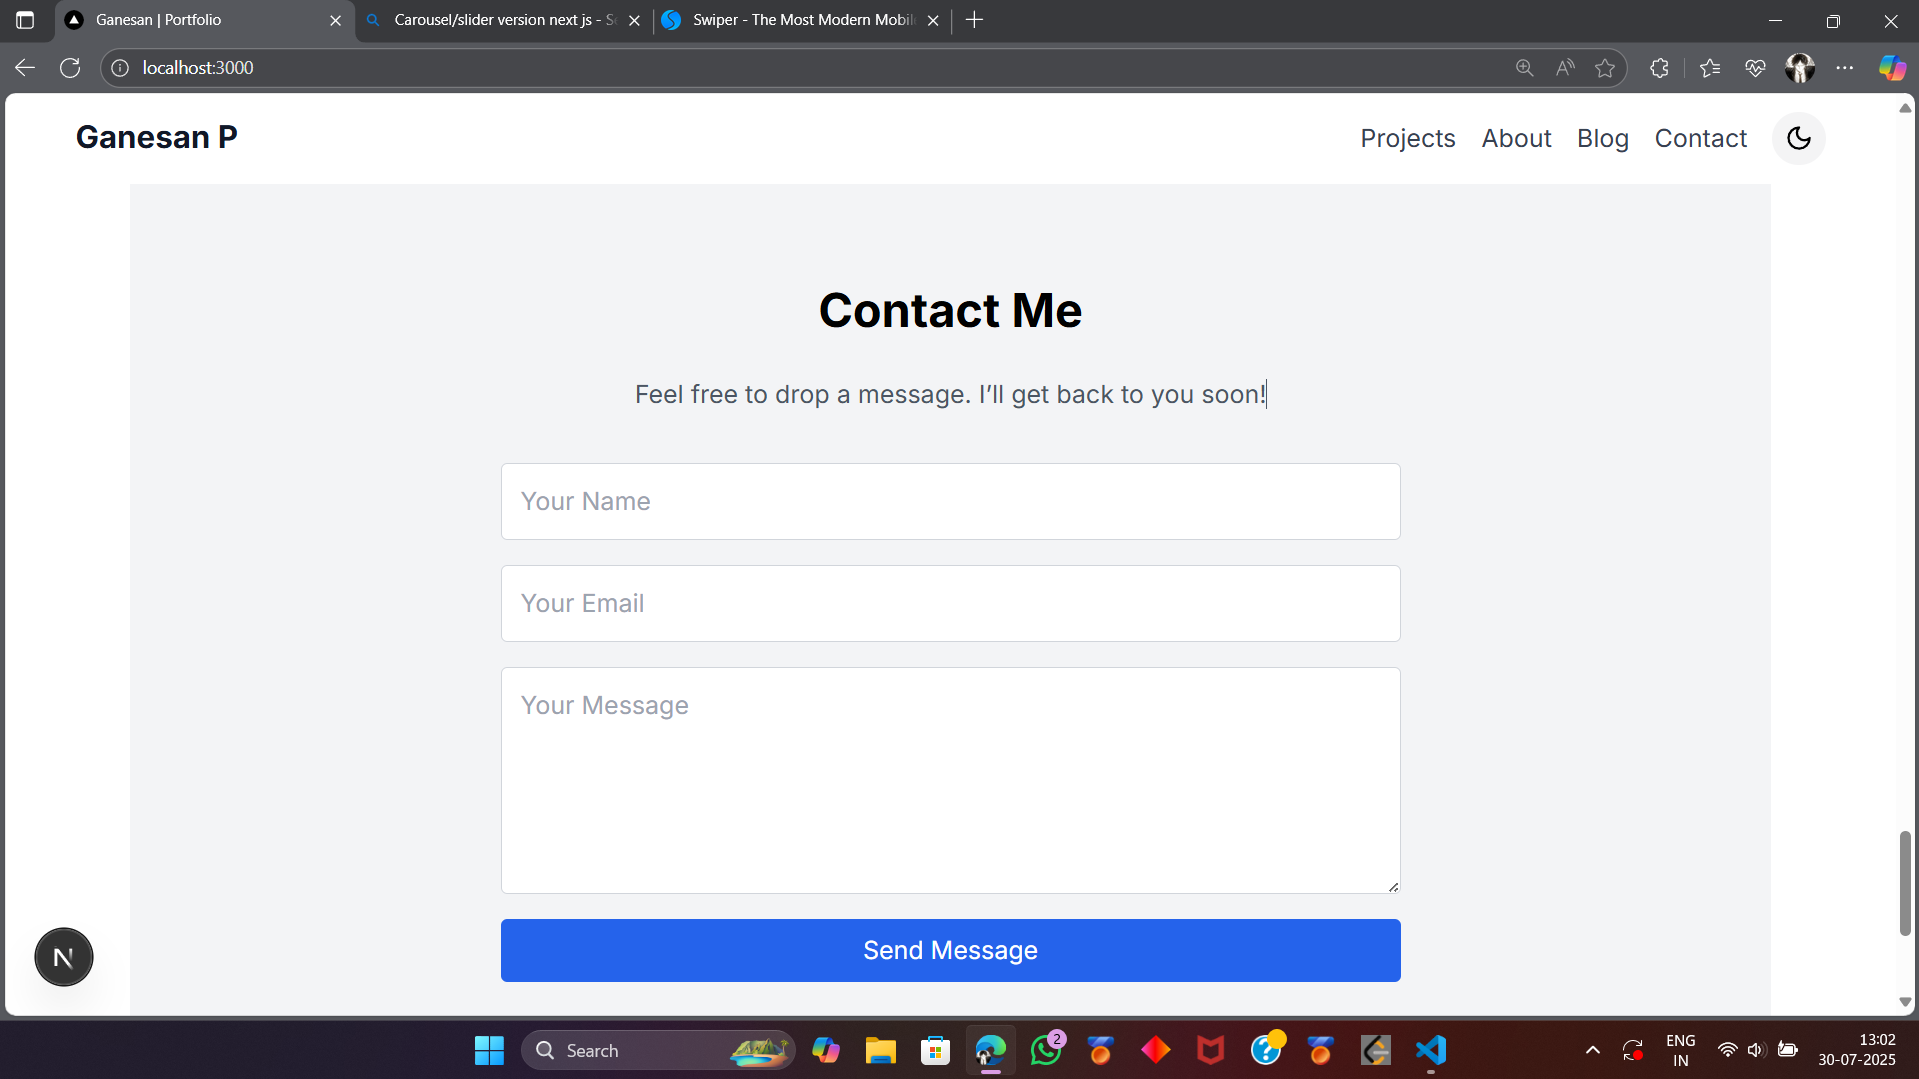 Ganesan | Portfolio
Carousel/slider version next js - Se
Swiper - The Most Modern Mobil
localhost:3000
Ganesan P
Projects
About
Blog
Contact
Contact Me
Feel free to drop a message. I’ll get back to you soon!
Your Name
Your Email
Your Message
Send Message
N
Search
2
ENG
IN
13:02
30-07-2025